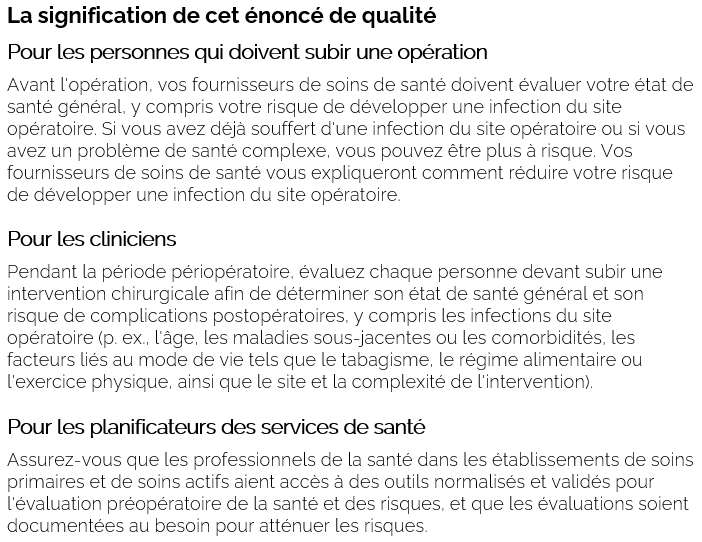 La signification de cet énoncé de qualité
Pour les personnes qui doivent subir une opération
Avant l'opération, vos fournisseurs de soins de santé doivent évaluer votre état de
santé général, y compris votre risque de développer une infection du site
opératoire. Si vous avez déjà souffert d'une infection du site opératoire ou si vous
avez un problème de santé complexe, vous pouvez être plus à risque. Vos
fournisseurs de soins de santé vous expliqueront comment réduire votre risque
de développer une infection du site opératoire.
Pour les cliniciens
Pendant la période périopératoire, évaluez chaque personne devant subir une
intervention chirurgicale afin de déterminer son état de santé général et son
risque de complications postopératoires, y compris les infections du site
opératoire (p. ex., l'âge, les maladies sous-jacentes ou les comorbidités, les
facteurs liés au mode de vie tels que le tabagisme, le régime alimentaire ou
l'exercice physique, ainsi que le site et la complexité de l'intervention).
Pour les planificateurs des services de santé
Assurez-vous que les professionnels de la santé dans les établissements de soins
primaires et de soins actifs aient accès à des outils normalisés et validés pour
l'évaluation préopératoire de la santé et des risques, et que les évaluations soient
documentées au besoin pour atténuer les risques.